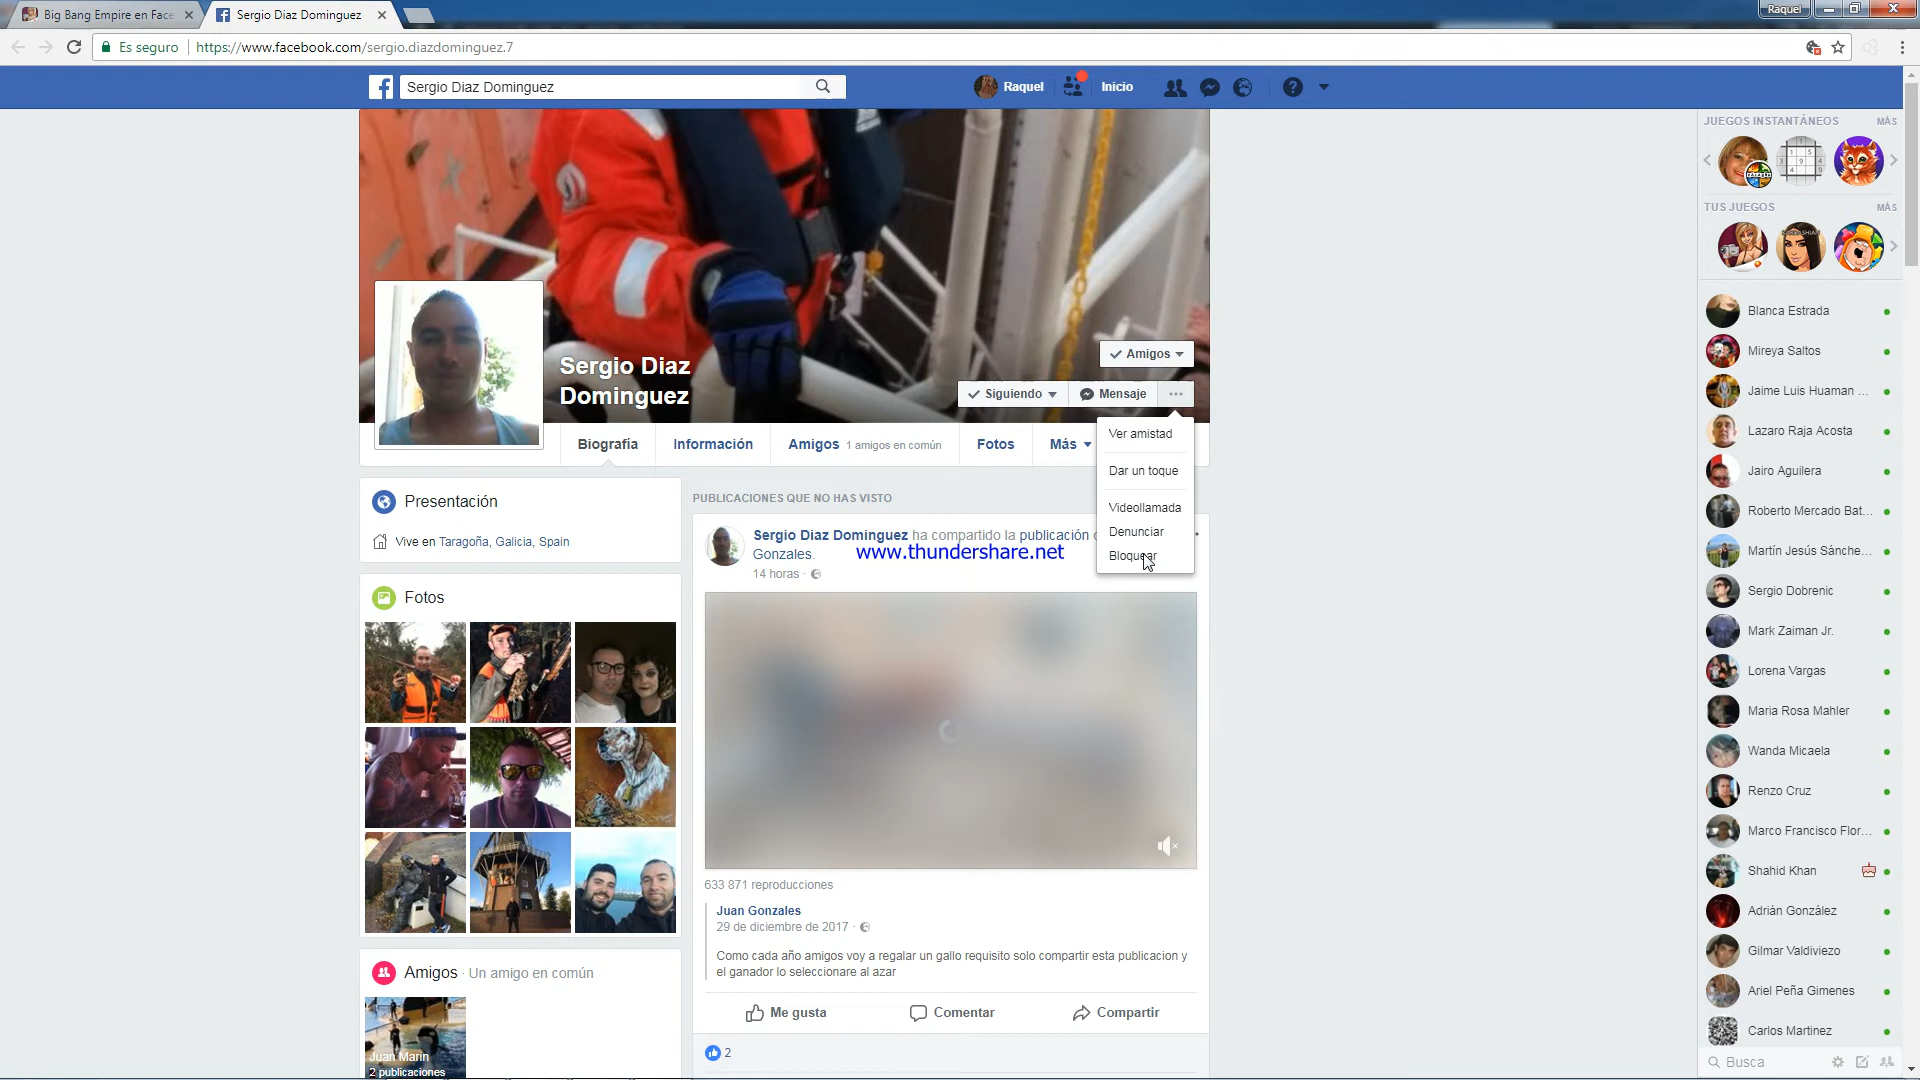 Big Bang Empire en Face
Sergio Diaz Dominguez
Raquel
Es seguro
https://www.facebook.com/sergio.diazdominguez.7
Sergio Diaz Dominguez
Raquel
Inicio
JUEGOS INSTANTÁNEOS
MÁS
TUS JUEGOS
MÁS
Sergio Diaz
Dominguez
Amigos
Siguiendo
Mensaje
...
Ver amistad
Dar un toque
Videollamada
Denunciar
Bloquear
Biografía
Información
Amigos 1 amigos en común
Fotos
Más
Presentación
Vive en Taragoña, Galicia, Spain
Fotos
Amigos · Un amigo en común
Juan Marin
2 publicaciones
PUBLICACIONES QUE NO HAS VISTO
Sergio Diaz Dominguez ha compartido la publicación
Gonzales.
www.thundershare.net
14 horas ·
633 871 reproducciones
Juan Gonzales
29 de diciembre de 2017 ·
Como cada año amigos voy a regalar un gallo requisito solo compartir esta publicacion y
el ganador lo seleccionare al azar
Me gusta
Comentar
Compartir
2
Blanca Estrada
Mireya Saltos
Jaime Luis Huaman ...
Lazaro Raja Acosta
Jairo Aguilera
Roberto Mercado Bat...
Martín Jesús Sánche...
Sergio Dobrenic
Mark Zaiman Jr.
Lorena Vargas
Maria Rosa Mahler
Wanda Micaela
Renzo Cruz
Marco Francisco Flor...
Shahid Khan
Adrián González
Gilmar Valdiviezo
Ariel Peña Gimenes
Carlos Martinez
Busca